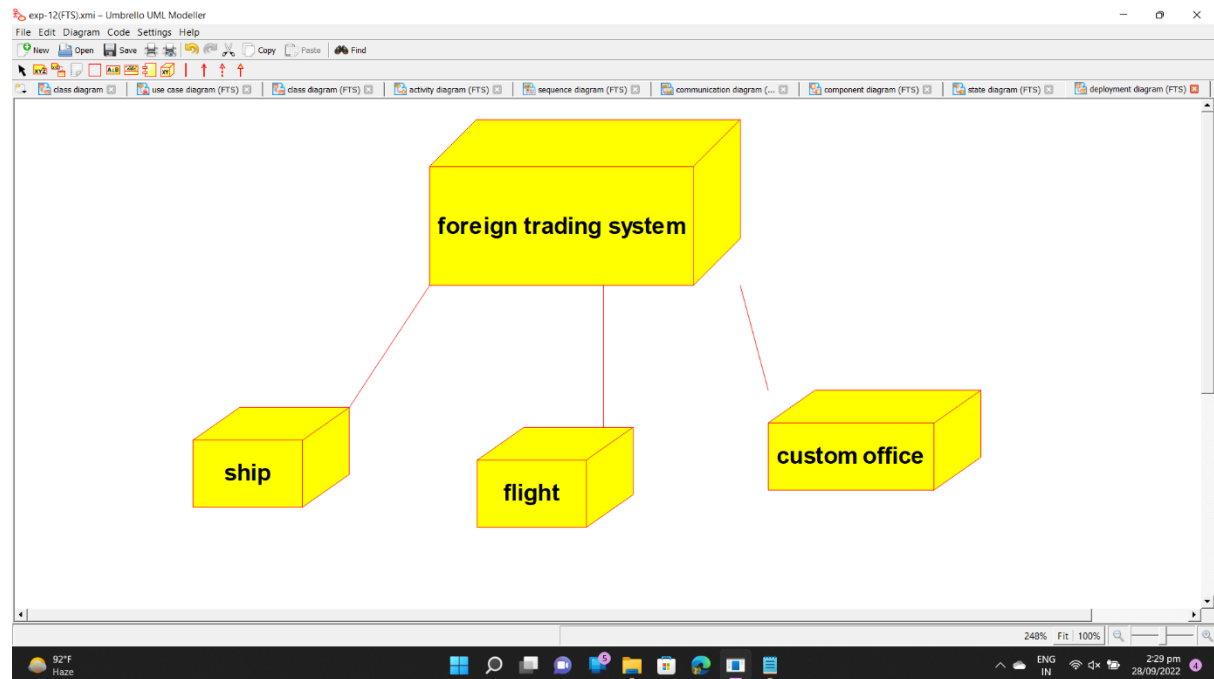 exp-12(FTS).xmi – Umbrello UML Modeller
File Edit Diagram Code Settings Help
New Open Save Copy Paste Find
class diagram use case diagram (FTS) class diagram (FTS) activity diagram (FTS) sequence diagram (FTS) communication diagram (... component diagram (FTS) state diagram (FTS) deployment diagram (FTS)
foreign trading system
ship
flight
custom office
248% Fit 100%
92°F
Haze
5
ENG
IN
2:29 pm
28/09/2022
4